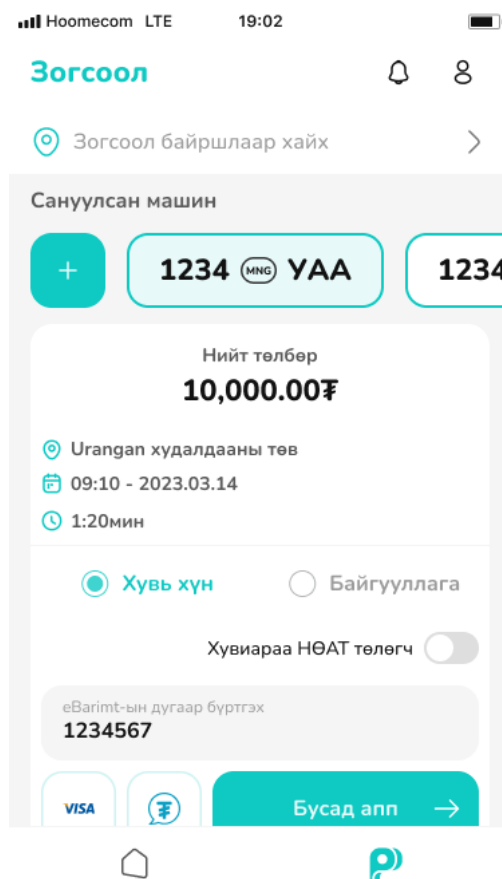 Hoomecom LTE 19:02
Зогсоол
Зогсоол байршлаар хайх
Сануулсан машин
+ 1234 MNG УАА 1234
Нийт төлбөр
10,000.00₮
Urangan худалдааны төв
09:10 - 2023.03.14
1:20мин
Хувь хүн Байгууллага
Хувиараа НӨАТ төлөгч
eBarimt-ын дугаар бүртгэх
1234567
VISA ₮ Бусад апп